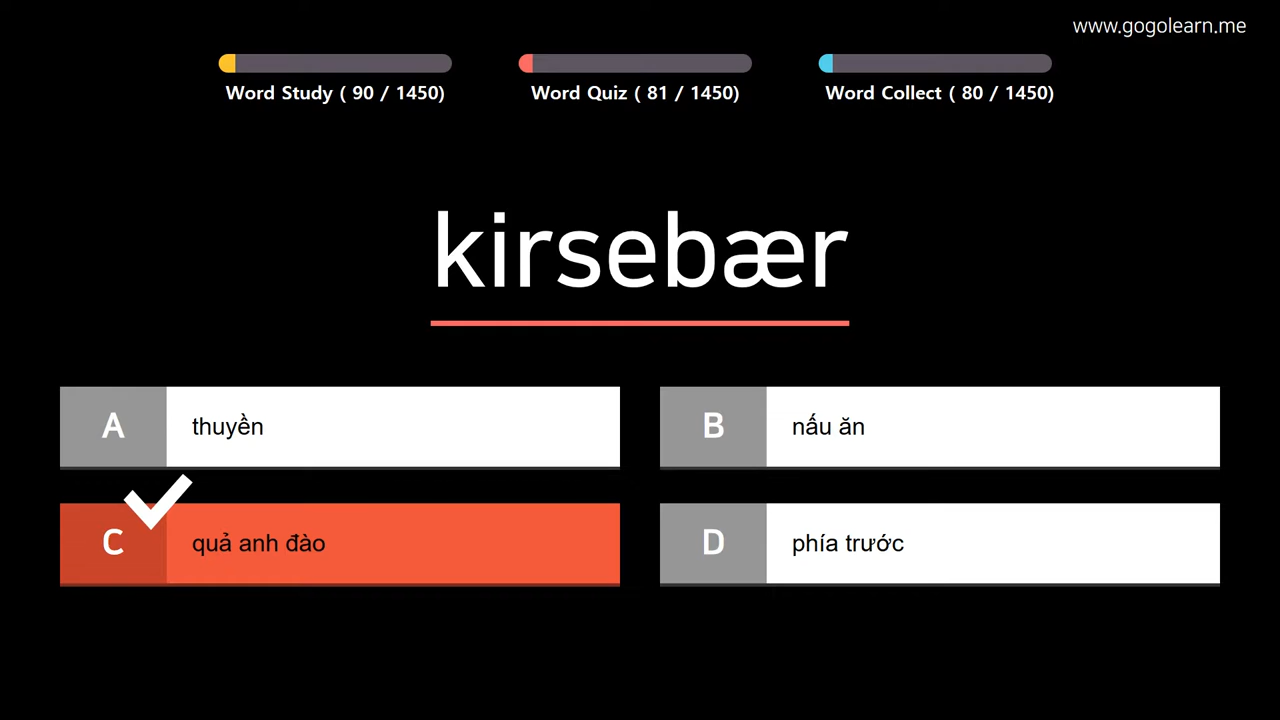 www.gogolearn.me
Word Study ( 90 / 1450)
Word Quiz ( 81 / 1450)
Word Collect ( 80 / 1450)
kirsebær
A thuyền
B nấu ăn
C quả anh đào
D phía trước